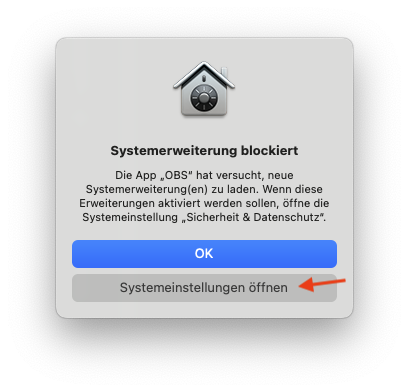 Systemerweiterung blockiert
Die App „OBS“ hat versucht, neue
Systemerweiterung(en) zu laden. Wenn diese
Erweiterungen aktiviert werden sollen, öffne die
Systemeinstellung „Sicherheit & Datenschutz“.
OK
Systemeinstellungen öffnen